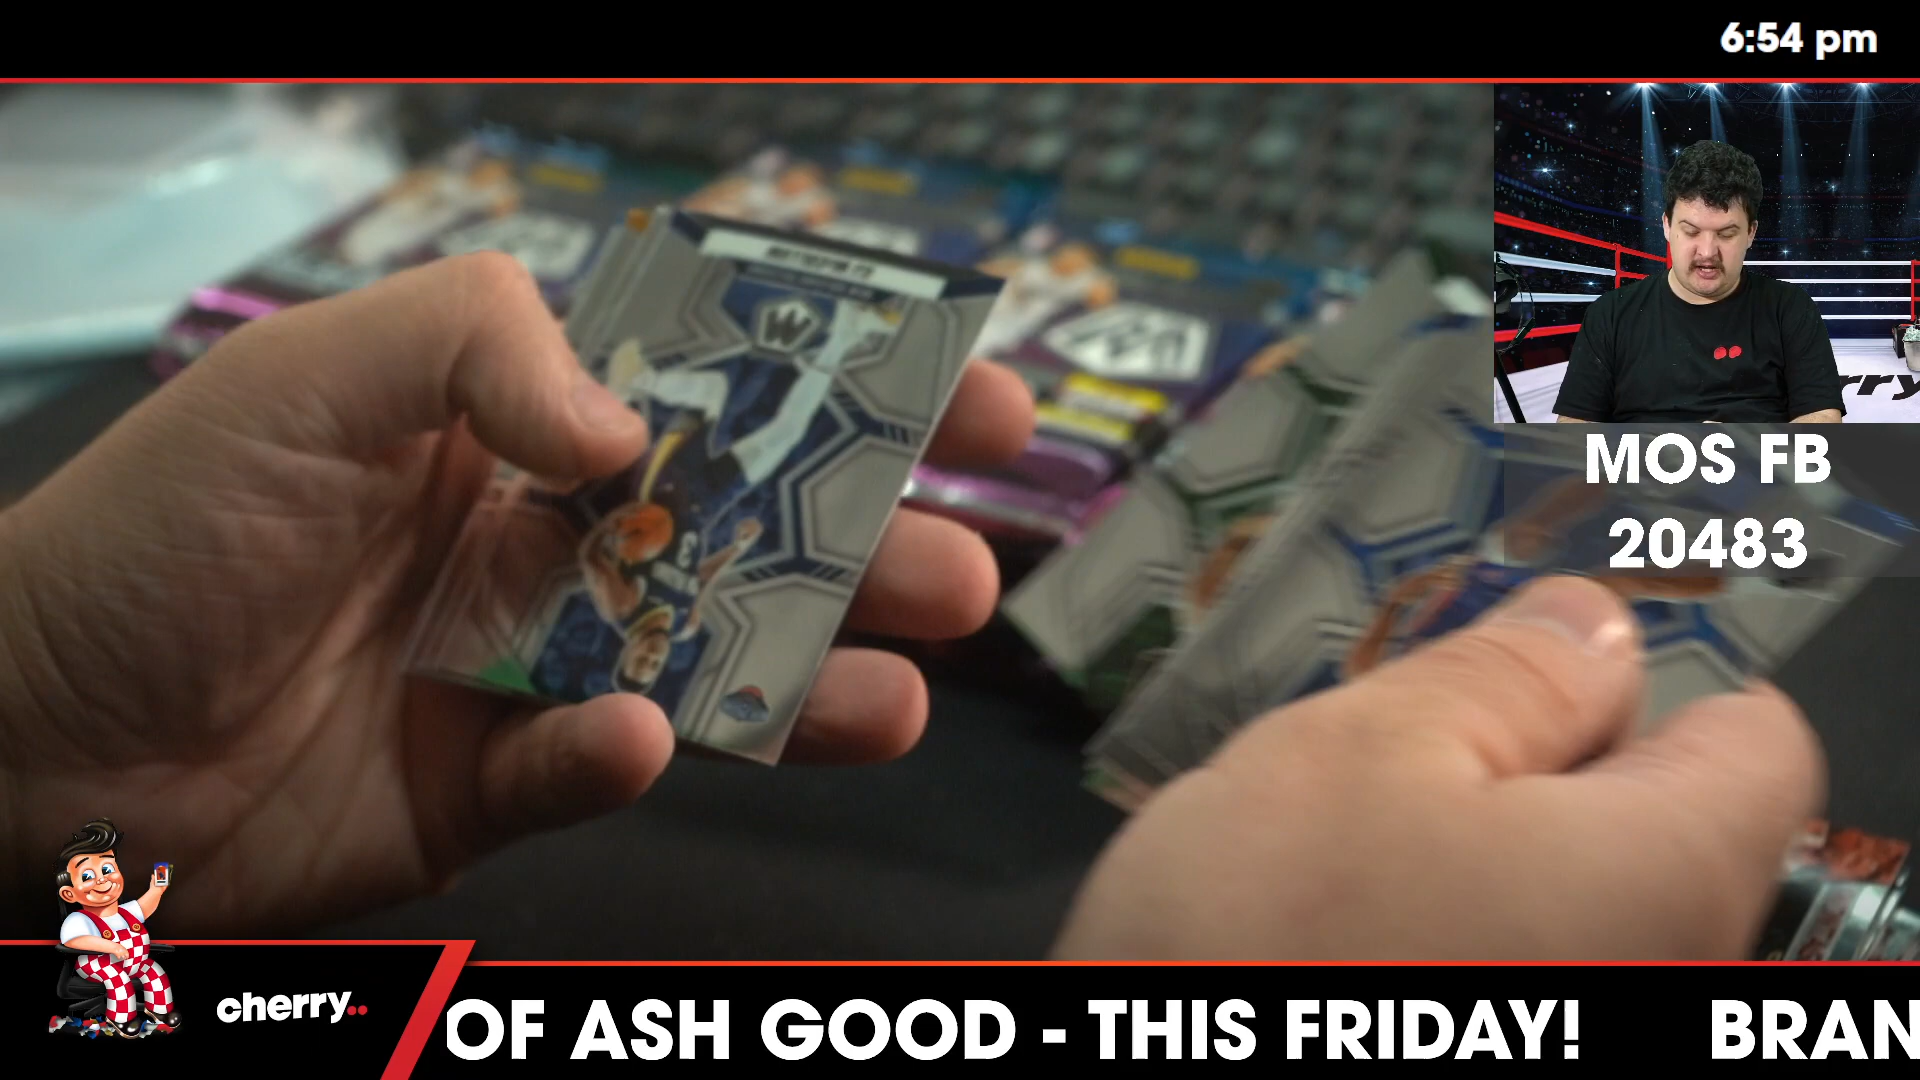 6:54 pm
MOS FB
20483
cherry..
OF ASH GOOD - THIS FRIDAY! BRAN